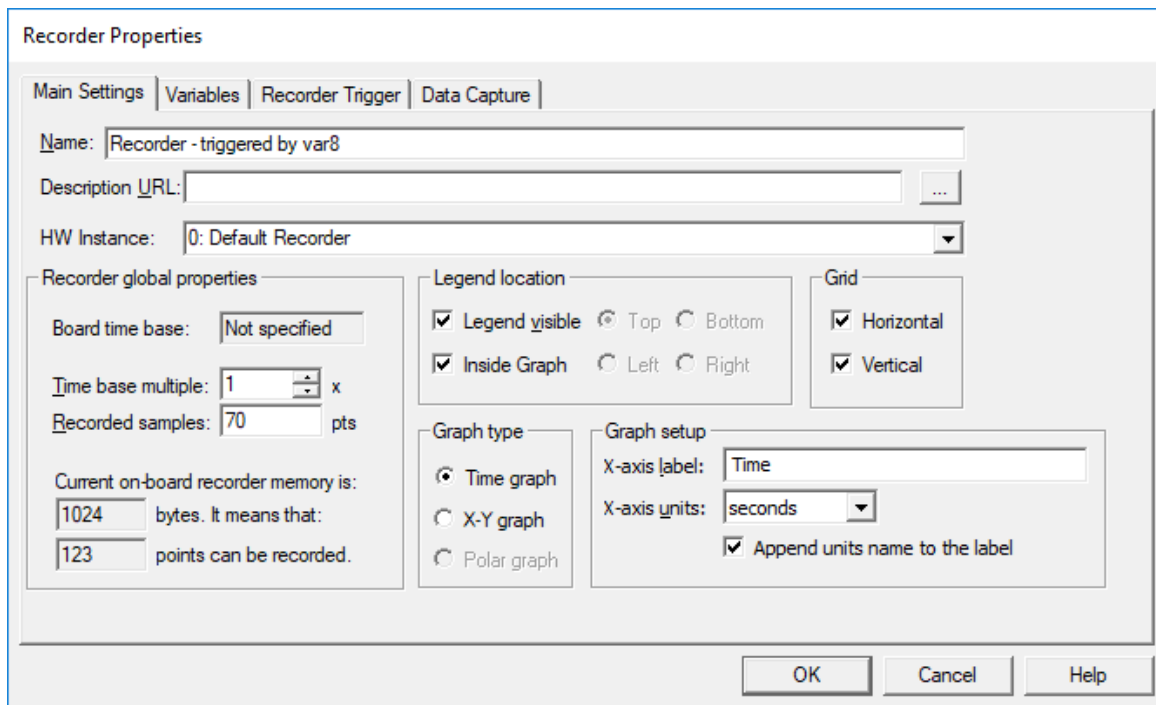 Recorder Properties
Main Settings Variables Recorder Trigger Data Capture
Name: Recorder - triggered by var8
Description URL: ...
HW Instance: 0: Default Recorder
Recorder global properties
Board time base: Not specified
Time base multiple: 1 x
Recorded samples: 70 pts
Current on-board recorder memory is:
1024 bytes. It means that:
123 points can be recorded.
Legend location
Legend visible Top Bottom
Inside Graph Left Right
Grid
Horizontal
Vertical
Graph type
Time graph
X-Y graph
Polar graph
Graph setup
X-axis label: Time
X-axis units: seconds
Append units name to the label
OK Cancel Help